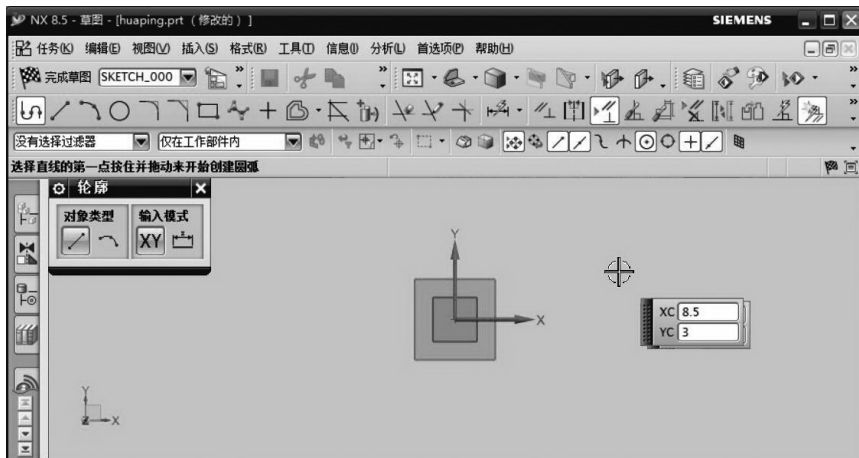 NX 8.5 - 草图 - [huaping.prt （修改的） ] SIEMENS
任务(K) 编辑(E) 视图(V) 插入(S) 格式(R) 工具(T) 信息(I) 分析(L) 首选项(P) 帮助(H)
完成草图 SKETCH_000
没有选择过滤器 仅在工作部件内
选择直线的第一点按住并拖动来开始创建圆弧
轮廓
对象类型 输入模式
XY
Y
X
XC 8.5
YC 3
Y
Z X